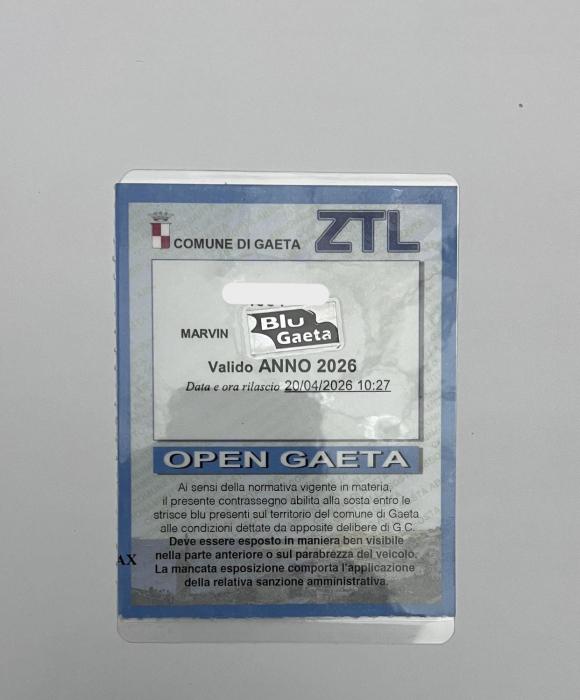 COMUNE DI GAETA ZTL
MARVIN
Blu
Gaeta
Valido ANNO 2026
Data e ora rilascio 20/04/2026 10:27
OPEN GAETA
Ai sensi della normativa vigente in materia,
il presente contrassegno abilita alla sosta entro le
strisce blu presenti sul territorio del comune di Gaeta
alle condizioni dettate da apposite delibere di G.C.
Deve essere esposto in maniera ben visibile
nella parte anteriore o sul parabrezza del veicolo.
AX
La mancata esposizione comporta l'applicazione
della relativa sanzione amministrativa.